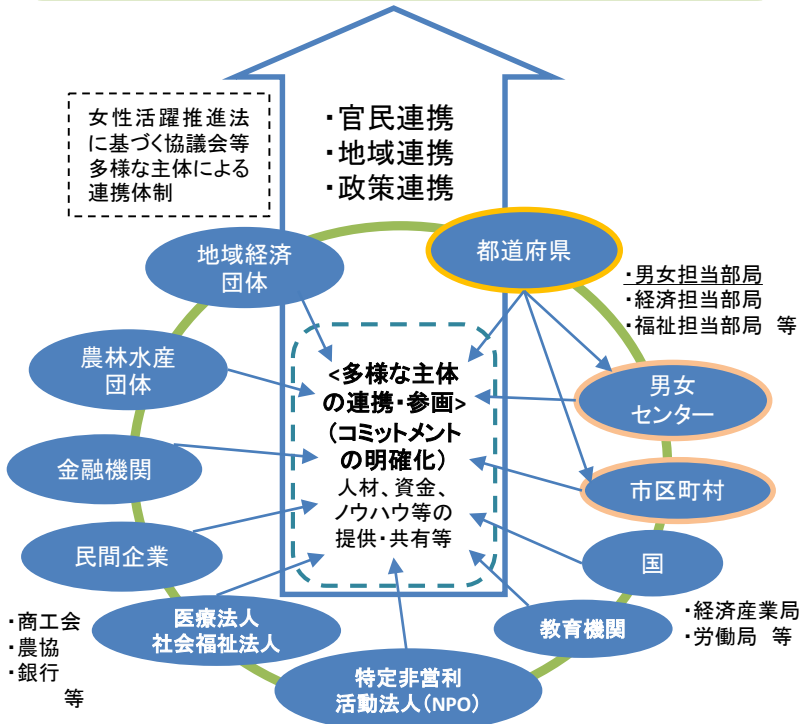 女性活躍推進法
に基づく協議会等
多様な主体による
連携体制
・官民連携
・地域連携
・政策連携
地域経済
団体
都道府県
・男女担当部局
・経済担当部局
・福祉担当部局 等
農林水産
団体
男女
センター
金融機関
市区町村
民間企業
国
<多様な主体
の連携・参画>
(コミットメント
の明確化)
人材、資金、
ノウハウ等の
提供・共有等
・商工会
・農協
・銀行
等
医療法人
社会福祉法人
教育機関
・経済産業局
・労働局 等
特定非営利
活動法人(NPO)